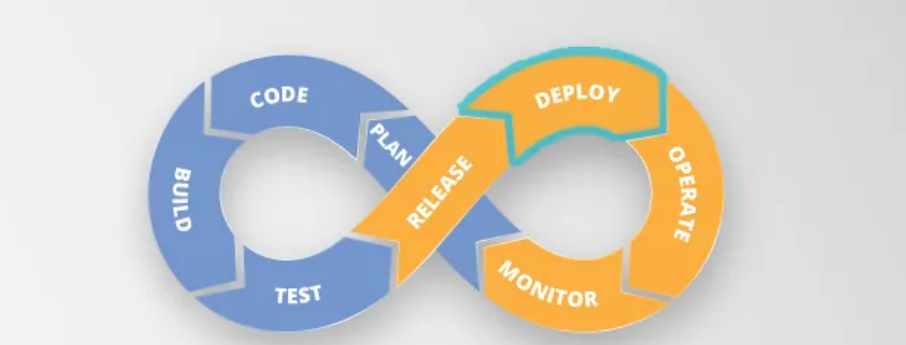 CODE
DEPLOY
PLAN
BUILD
RELEASE
OPERATE
TEST
MONITOR